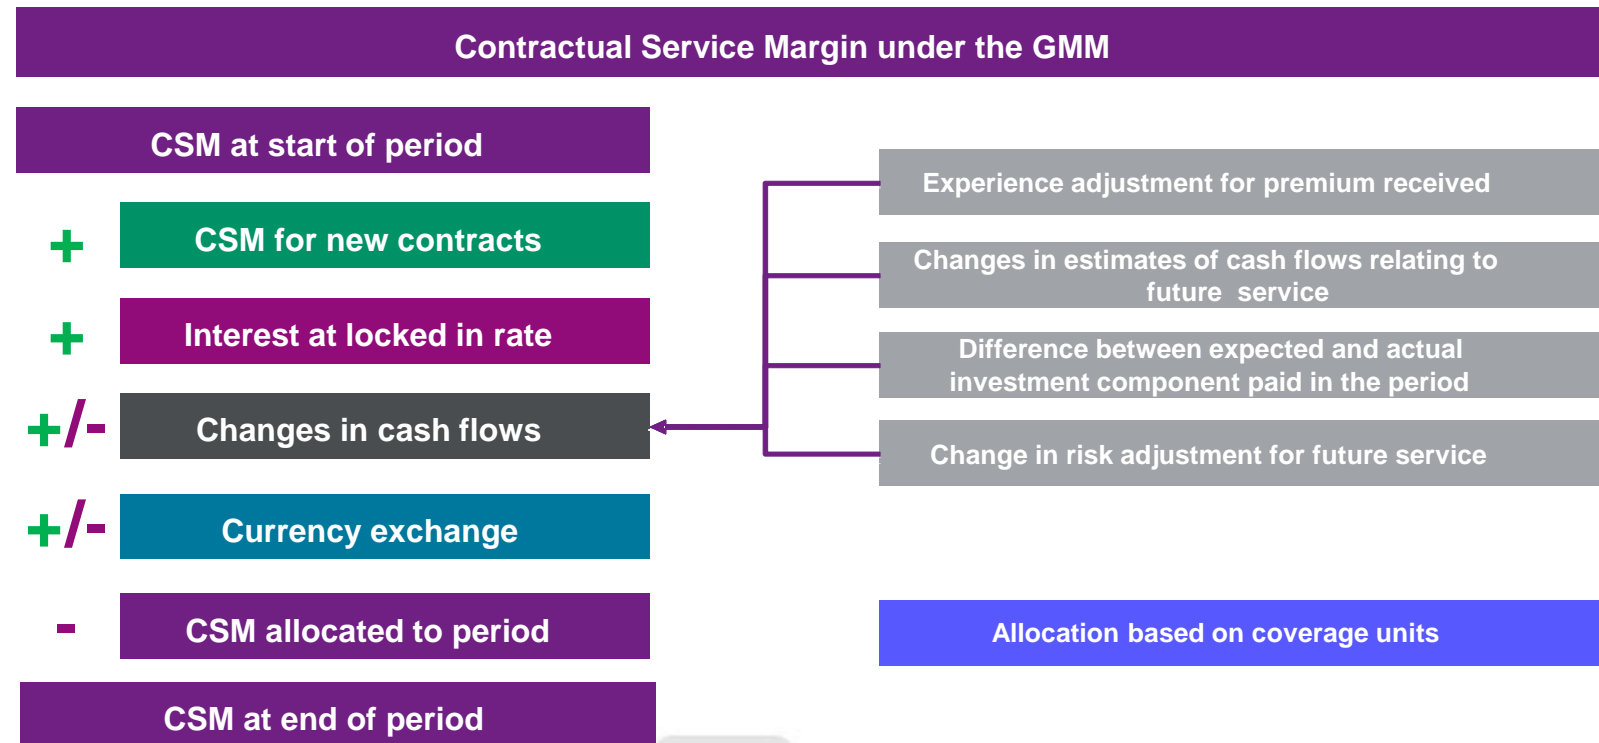 Contractual Service Margin under the GMM
CSM at start of period
+
CSM for new contracts
+
Interest at locked in rate
+/-
Changes in cash flows
+/-
Currency exchange
-
CSM allocated to period
CSM at end of period
Experience adjustment for premium received
Changes in estimates of cash flows relating to
future service
Difference between expected and actual
investment component paid in the period
Change in risk adjustment for future service
Allocation based on coverage units